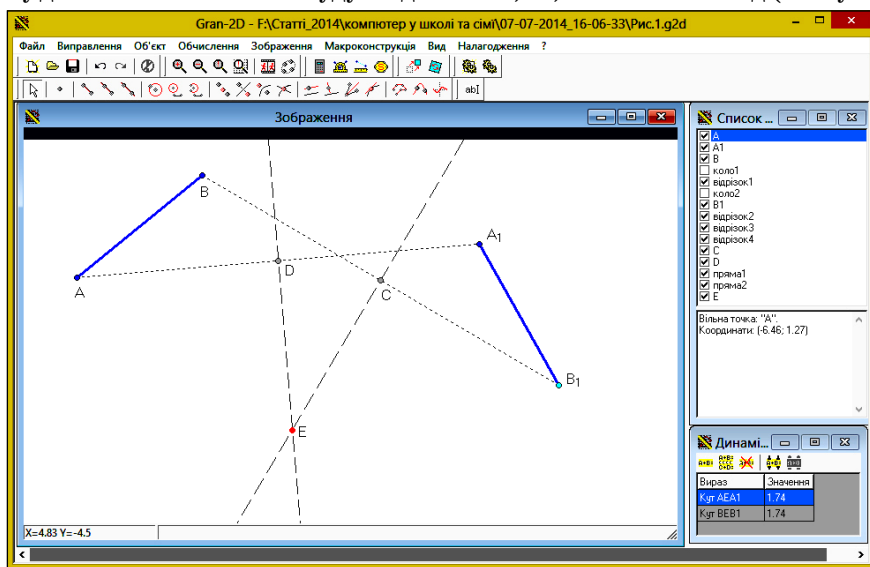 Gran-2D - F:\Статті_2014\компютер у школі та сімї\07-07-2014_16-06-33\Рис.1.g2d
Файл Виправлення Об'єкт Обчислення Зображення Макроконструкція Вид Налагодження ?
abI
Зображення
B
A1
D
C
A
B1
E
X=4.83 Y=-4.5
Список ...
A
A1
B
коло1
відрізок1
коло2
B1
відрізок2
відрізок3
відрізок4
C
D
пряма1
пряма2
E
Вільна точка: "A".
Координати: (-6.46; 1.27)
Динамі...
Вираз Значення
Кут AEA1 1.74
Кут BEB1 1.74